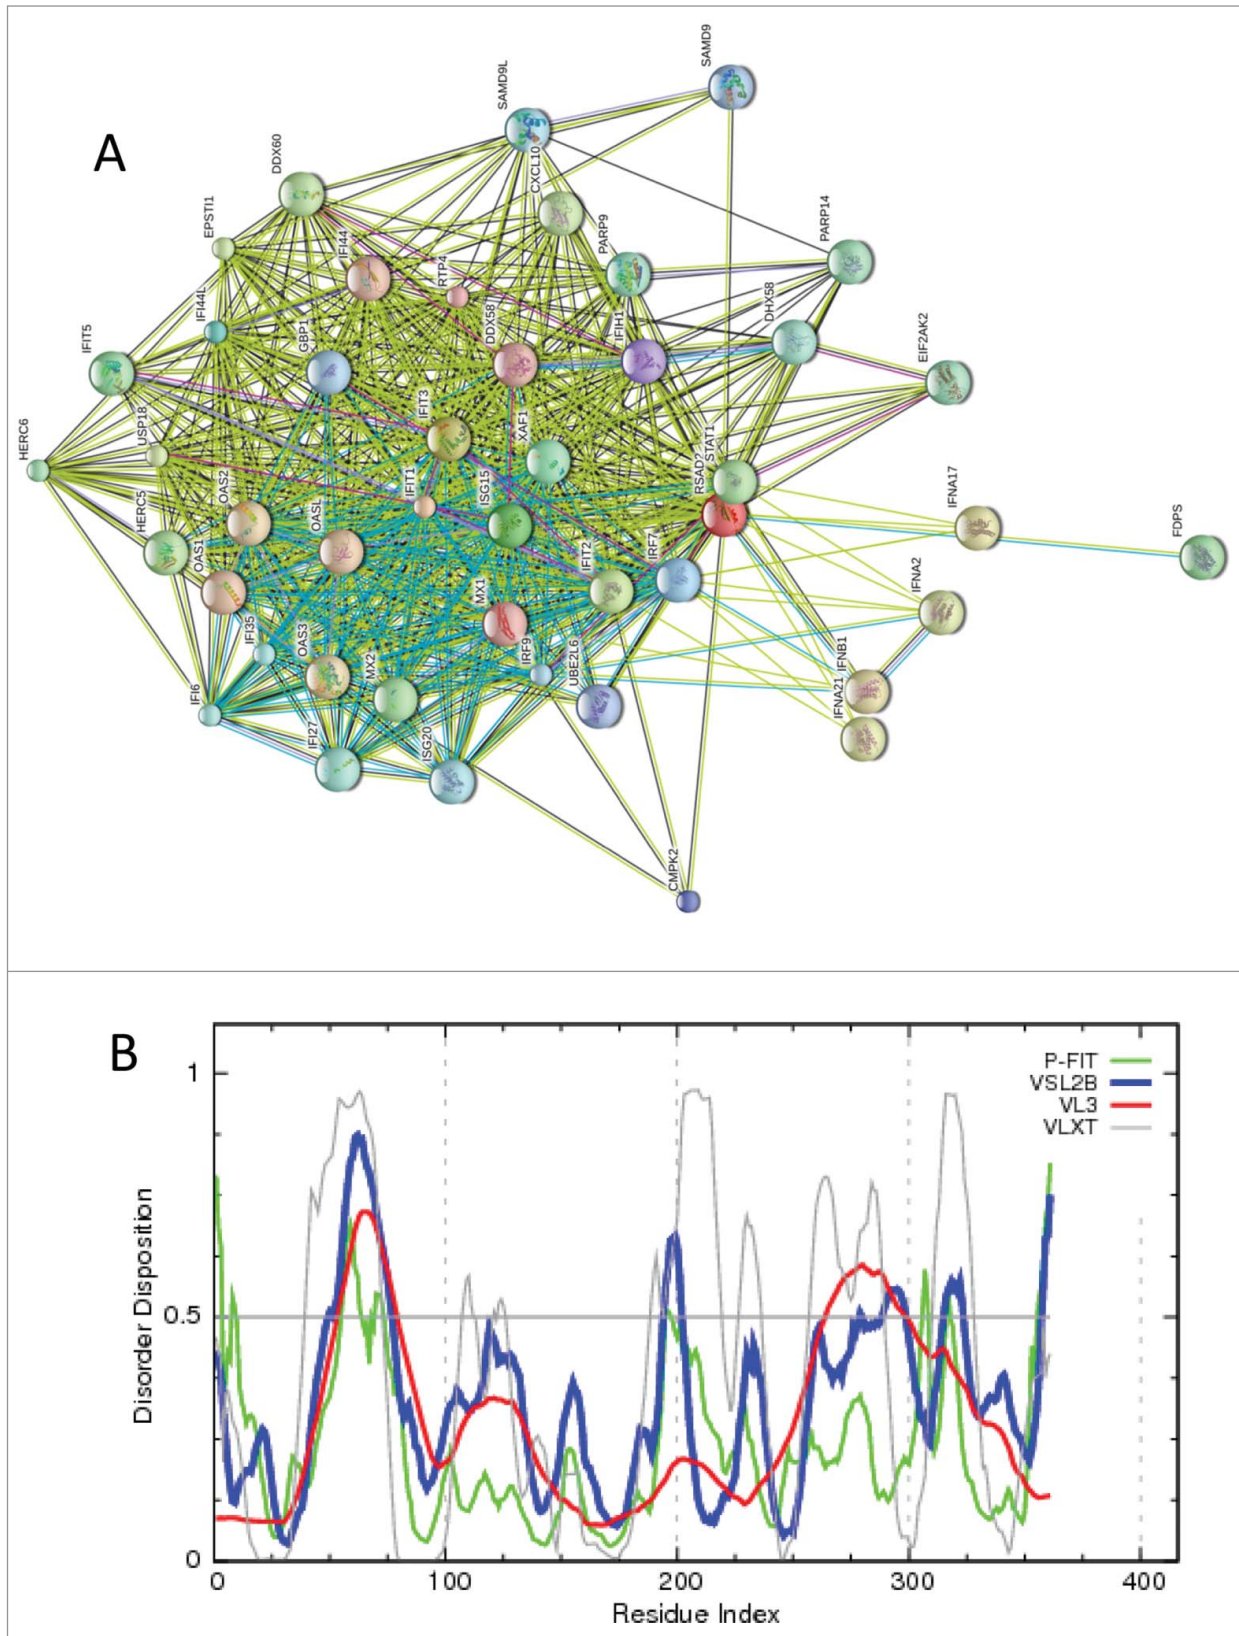 A
SAMD9
SAMD9L
CXCL10
DDX60
EPSTI1
IFI44
RTP4
PARP9
PARP14
IFI44L
GBP1
DDX58
IFIH1
DHX58
EIF2AK2
IFIT5
USP18
IFIT3
XAF1
RSAD2
STAT1
HERC6
HERC5
OAS2
OASL
IFIT1
ISG15
IFIT2
IRF7
IFNA17
FDPS
OAS1
IFI35
OAS3
MX2
MX1
IRF9
UBE2L6
IFNA2
IFNB1
IFNA21
IFI6
IFI27
ISG20
CMPK2
B
P-FIT
VSL2B
VL3
VLXT
1
0.5
0
Disorder Disposition
0 100 200 300 400
Residue Index